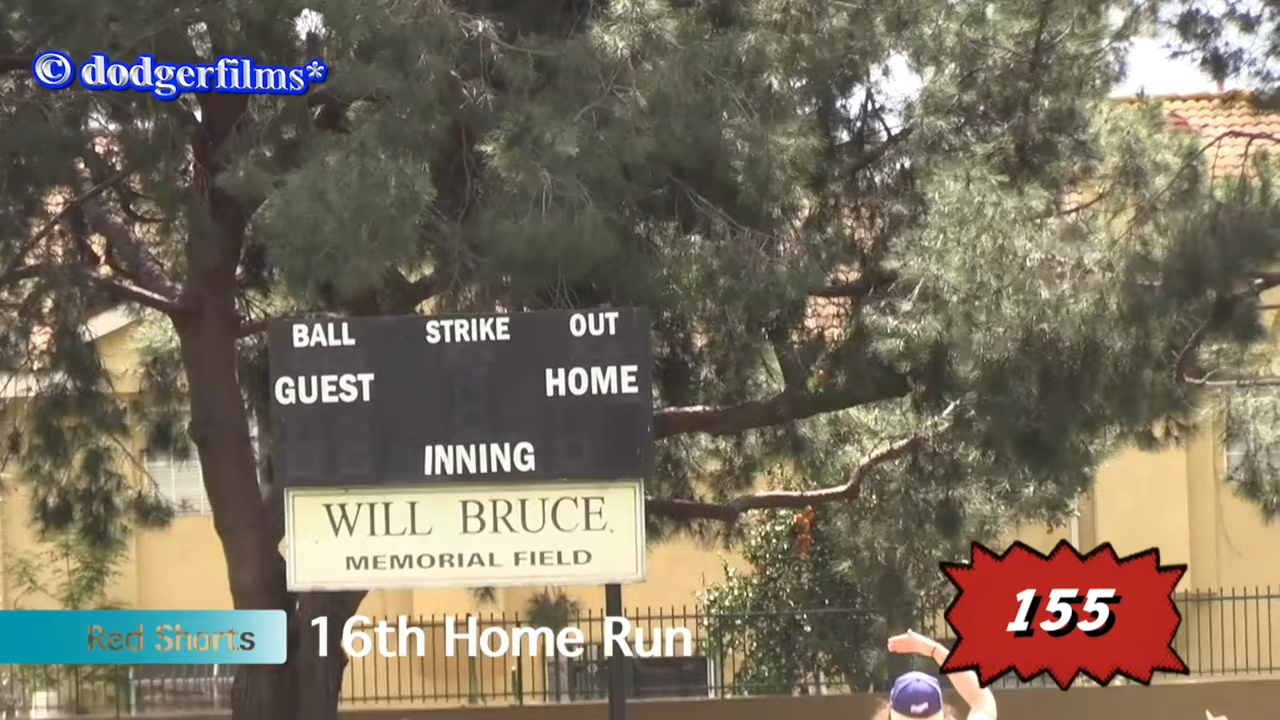 © dodgerfilms*
BALL STRIKE OUT
GUEST HOME
INNING
WILL BRUCE
MEMORIAL FIELD
Red Shorts
16th Home Run
155